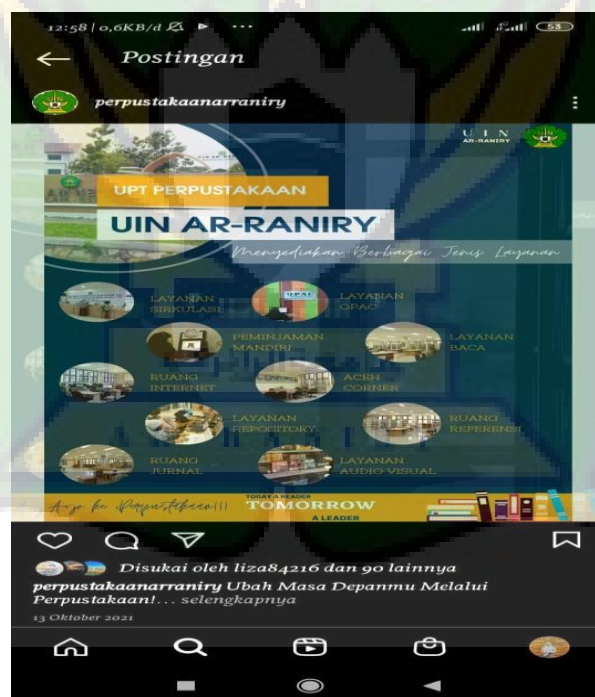 12:58 | 0,6KB/d
53
Postingan
perpustakaanarraniry
UIN
AR-RANIRY
UPT PERPUSTAKAAN
UIN AR-RANIRY
Menyediakan Berbagai Jenis Layanan
LAYANAN
SIRKULASI
OPAC
LAYANAN
OPAC
PEMINJAMAN
MANDIRI
LAYANAN
BACA
RUANG
INTERNET
ACEH
CORNER
LAYANAN
REPOSITORY
RUANG
REFERENSI
RUANG
JURNAL
LAYANAN
AUDIO VISUAL
Ayo ke Perpustakaan!!!
TODAY A READER
TOMORROW
A LEADER
Disukai oleh liza84216 dan 90 lainnya
perpustakaanarraniry Ubah Masa Depanmu Melalui
Perpustakaan!... selengkapnya
13 Oktober 2021